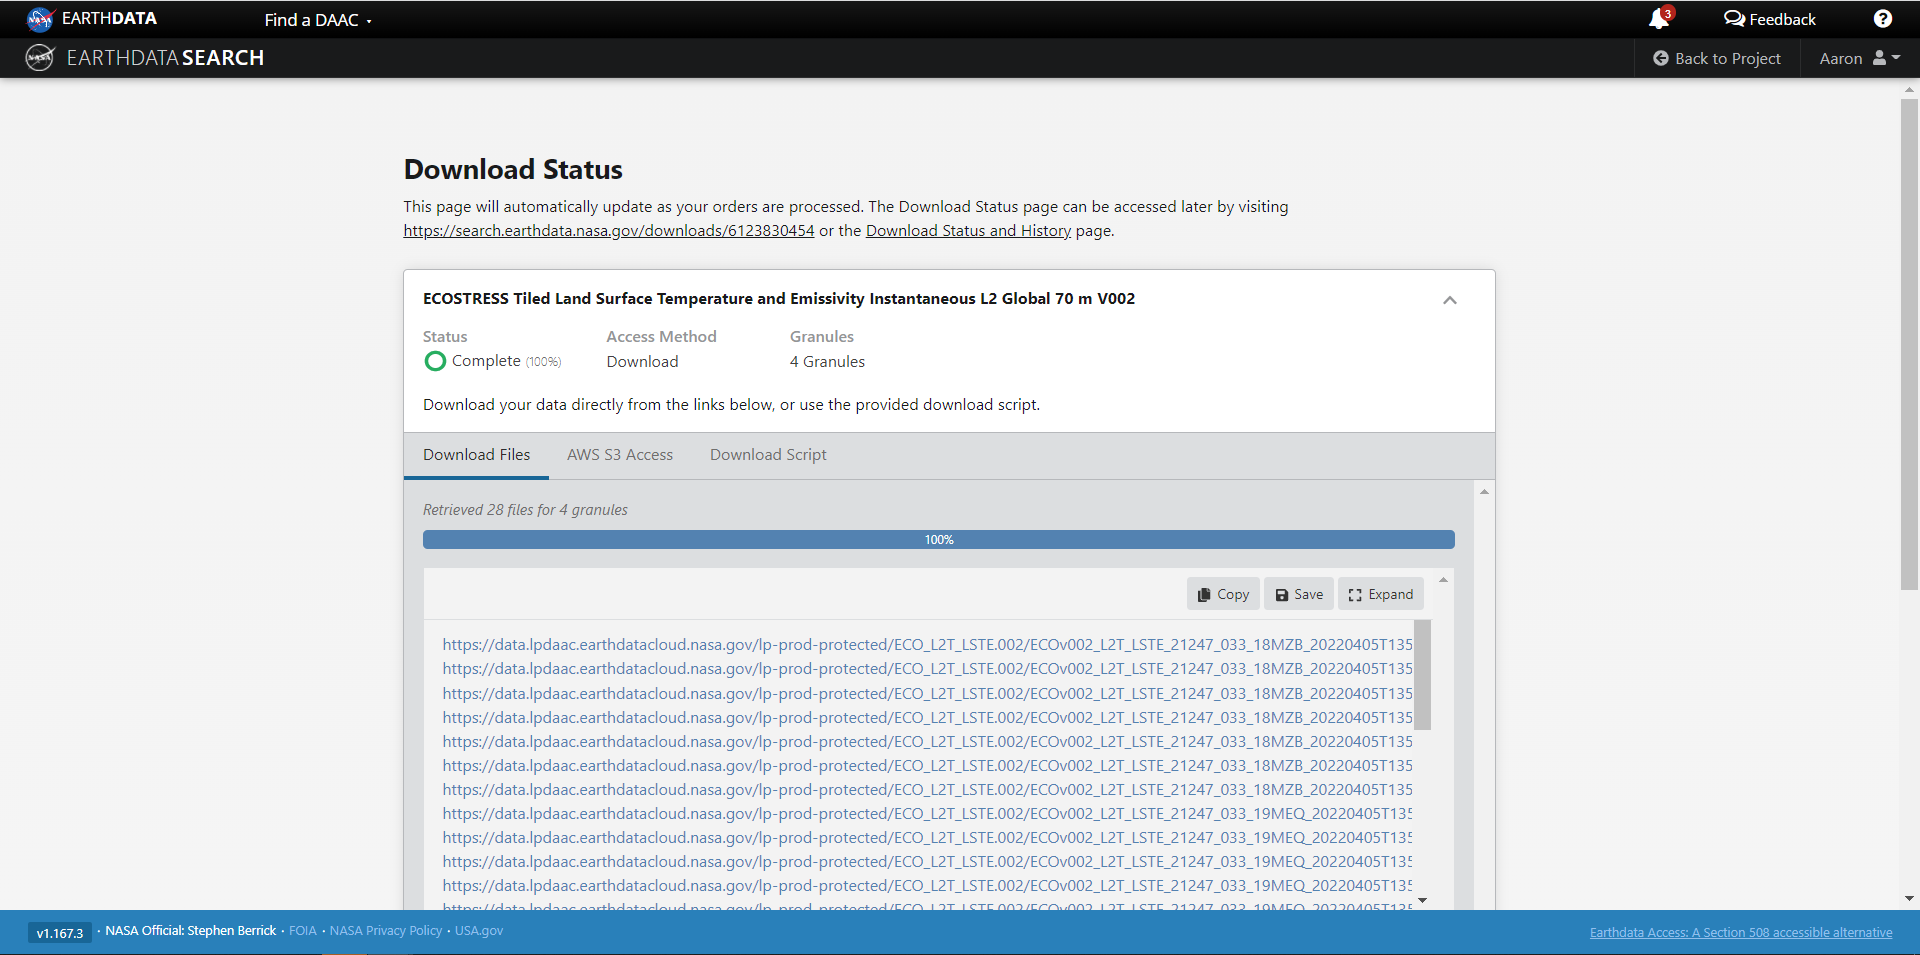 EARTHDATA
Find a DAAC
3
Feedback
?
NASA
EARTHDATA SEARCH
Back to Project
Aaron
Download Status
This page will automatically update as your orders are processed. The Download Status page can be accessed later by visiting
https://search.earthdata.nasa.gov/downloads/6123830454 or the Download Status and History page.
ECOSTRESS Tiled Land Surface Temperature and Emissivity Instantaneous L2 Global 70 m V002
Status Access Method Granules
Complete (100%) Download 4 Granules
Download your data directly from the links below, or use the provided download script.
Download Files AWS S3 Access Download Script
Retrieved 28 files for 4 granules
100%
Copy Save Expand
https://data.lpdaac.earthdatacloud.nasa.gov/lp-prod-protected/ECO_L2T_LSTE.002/ECOv002_L2T_LSTE_21247_033_18MZB_20220405T135
https://data.lpdaac.earthdatacloud.nasa.gov/lp-prod-protected/ECO_L2T_LSTE.002/ECOv002_L2T_LSTE_21247_033_18MZB_20220405T135
https://data.lpdaac.earthdatacloud.nasa.gov/lp-prod-protected/ECO_L2T_LSTE.002/ECOv002_L2T_LSTE_21247_033_18MZB_20220405T135
https://data.lpdaac.earthdatacloud.nasa.gov/lp-prod-protected/ECO_L2T_LSTE.002/ECOv002_L2T_LSTE_21247_033_18MZB_20220405T135
https://data.lpdaac.earthdatacloud.nasa.gov/lp-prod-protected/ECO_L2T_LSTE.002/ECOv002_L2T_LSTE_21247_033_18MZB_20220405T135
https://data.lpdaac.earthdatacloud.nasa.gov/lp-prod-protected/ECO_L2T_LSTE.002/ECOv002_L2T_LSTE_21247_033_18MZB_20220405T135
https://data.lpdaac.earthdatacloud.nasa.gov/lp-prod-protected/ECO_L2T_LSTE.002/ECOv002_L2T_LSTE_21247_033_18MZB_20220405T135
https://data.lpdaac.earthdatacloud.nasa.gov/lp-prod-protected/ECO_L2T_LSTE.002/ECOv002_L2T_LSTE_21247_033_19MEQ_20220405T135
https://data.lpdaac.earthdatacloud.nasa.gov/lp-prod-protected/ECO_L2T_LSTE.002/ECOv002_L2T_LSTE_21247_033_19MEQ_20220405T135
https://data.lpdaac.earthdatacloud.nasa.gov/lp-prod-protected/ECO_L2T_LSTE.002/ECOv002_L2T_LSTE_21247_033_19MEQ_20220405T135
https://data.lpdaac.earthdatacloud.nasa.gov/lp-prod-protected/ECO_L2T_LSTE.002/ECOv002_L2T_LSTE_21247_033_19MEQ_20220405T135
v1.167.3 · NASA Official: Stephen Berrick · FOIA · NASA Privacy Policy · USA.gov
Earthdata Access: A Section 508 accessible alternative